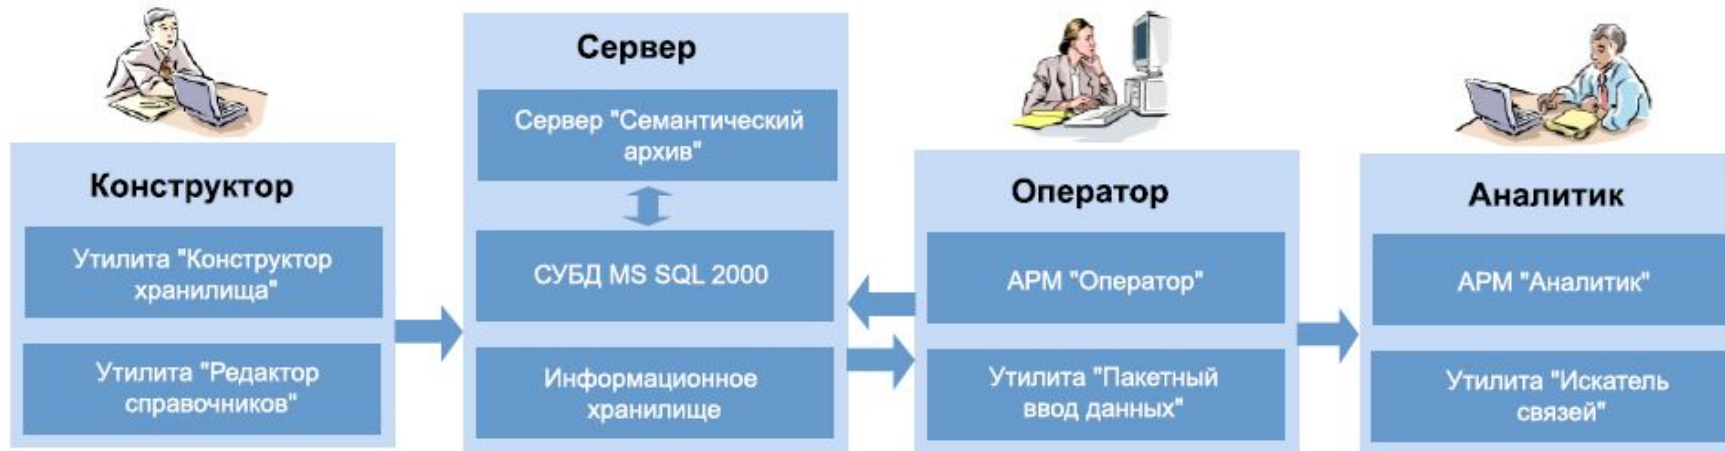 Конструктор
Утилита "Конструктор
хранилища"
Утилита "Редактор
справочников"
Сервер
Сервер "Семантический
архив"
СУБД MS SQL 2000
Информационное
хранилище
Оператор
АРМ "Оператор"
Утилита "Пакетный
ввод данных"
Аналитик
АРМ "Аналитик"
Утилита "Искатель
связей"